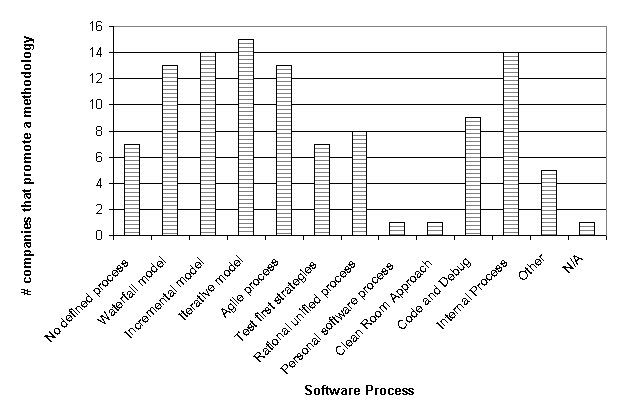 16
14
12
10
8
6
4
2
0
# companies that promote a methodology
No defined process
Waterfall model
Incremental model
Iterative model
Agile process
Test first strategies
Rational unified process
Personal software process
Clean Room Approach
Code and Debug
Internal Process
Other
N/A
Software Process